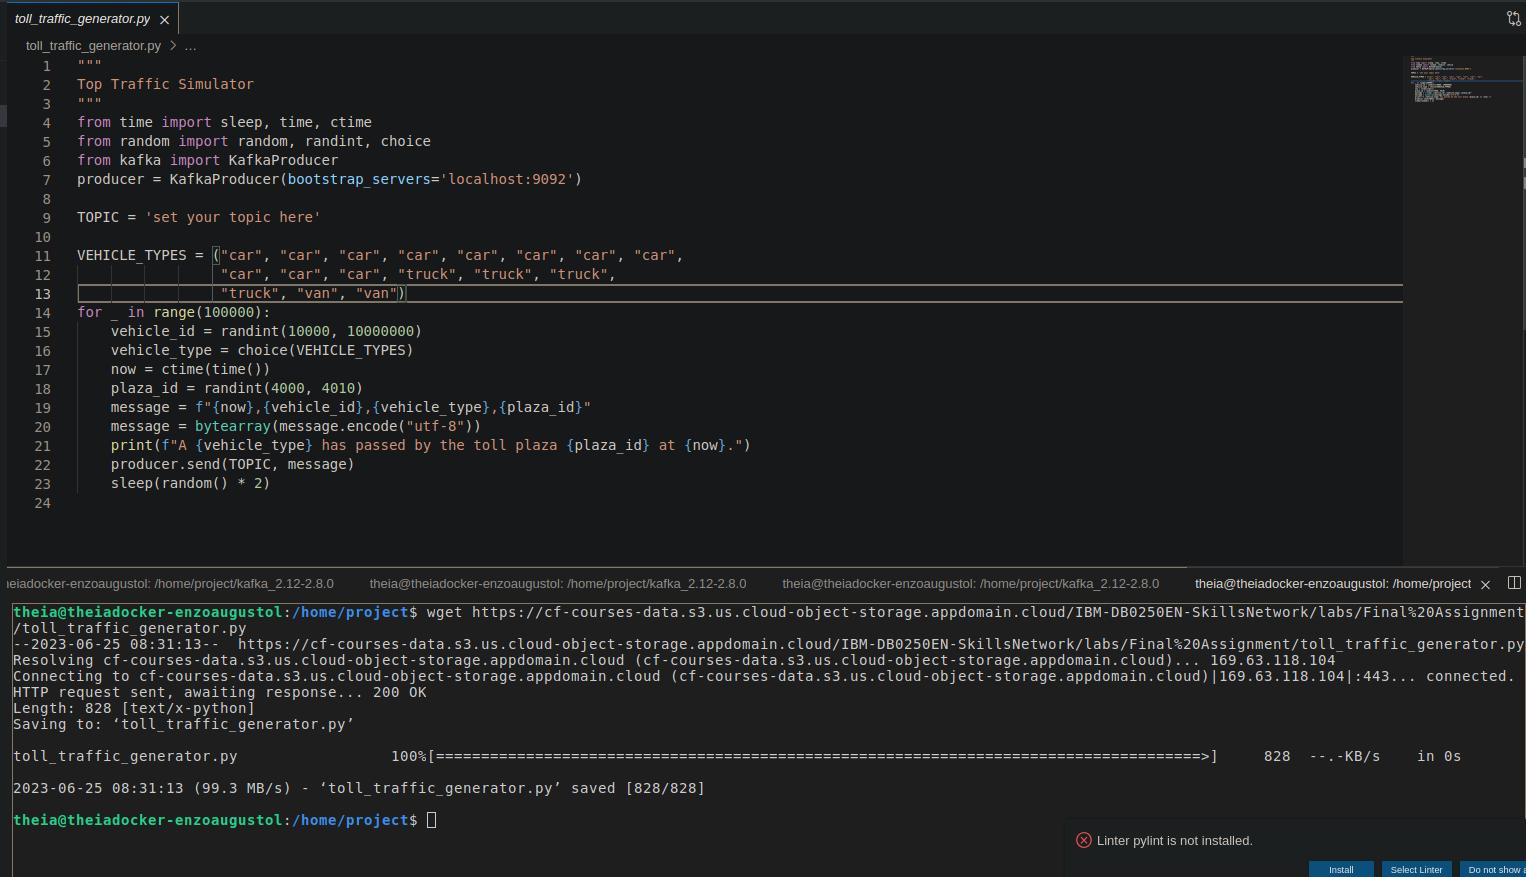 toll_traffic_generator.py
toll_traffic_generator.py > ...
1 """
2 Top Traffic Simulator
3 """
4 from time import sleep, time, ctime
5 from random import random, randint, choice
6 from kafka import KafkaProducer
7 producer = KafkaProducer(bootstrap_servers='localhost:9092')
8
9 TOPIC = 'set your topic here'
10
11 VEHICLE_TYPES = ("car", "car", "car", "car", "car", "car", "car", "car",
12 "car", "car", "car", "truck", "truck", "truck",
13 "truck", "van", "van")
14 for _ in range(100000):
15 vehicle_id = randint(10000, 10000000)
16 vehicle_type = choice(VEHICLE_TYPES)
17 now = ctime(time())
18 plaza_id = randint(4000, 4010)
19 message = f"{now},{vehicle_id},{vehicle_type},{plaza_id}"
20 message = bytearray(message.encode("utf-8"))
21 print(f"A {vehicle_type} has passed by the toll plaza {plaza_id} at {now}.")
22 producer.send(TOPIC, message)
23 sleep(random() * 2)
24
eiadocker-enzoaugustol: /home/project/kafka_2.12-2.8.0 theia@theiadocker-enzoaugustol: /home/project/kafka_2.12-2.8.0 theia@theiadocker-enzoaugustol: /home/project/kafka_2.12-2.8.0 theia@theiadocker-enzoaugustol: /home/project
theia@theiadocker-enzoaugustol:/home/project$ wget https://cf-courses-data.s3.us.cloud-object-storage.appdomain.cloud/IBM-DB0250EN-SkillsNetwork/labs/Final%20Assignment
/toll_traffic_generator.py
--2023-06-25 08:31:13--  https://cf-courses-data.s3.us.cloud-object-storage.appdomain.cloud/IBM-DB0250EN-SkillsNetwork/labs/Final%20Assignment/toll_traffic_generator.py
Resolving cf-courses-data.s3.us.cloud-object-storage.appdomain.cloud (cf-courses-data.s3.us.cloud-object-storage.appdomain.cloud)... 169.63.118.104
Connecting to cf-courses-data.s3.us.cloud-object-storage.appdomain.cloud (cf-courses-data.s3.us.cloud-object-storage.appdomain.cloud)|169.63.118.104|:443... connected.
HTTP request sent, awaiting response... 200 OK
Length: 828 [text/x-python]
Saving to: ‘toll_traffic_generator.py’
toll_traffic_generator.py 100%[=====================================================================================>] 828 --.-KB/s in 0s
2023-06-25 08:31:13 (99.3 MB/s) - ‘toll_traffic_generator.py’ saved [828/828]
theia@theiadocker-enzoaugustol:/home/project$
Linter pylint is not installed.
Install Select Linter Do not show